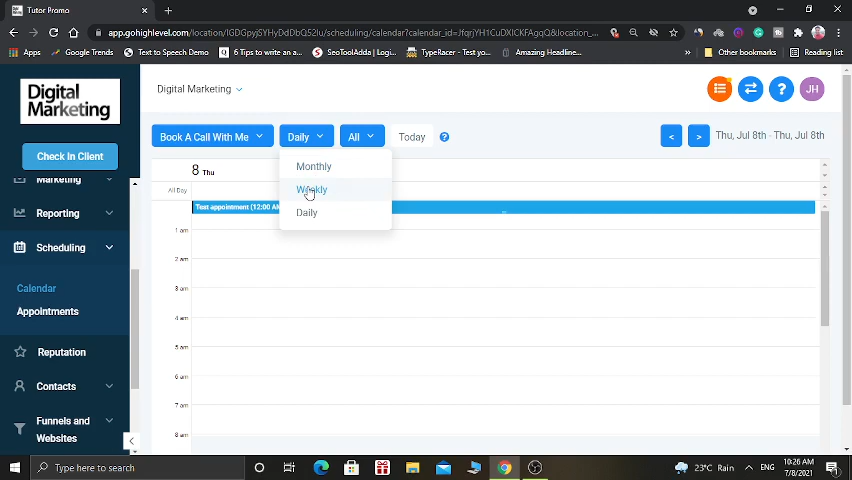 Tutor Promo
app.gohighlevel.com/location/IGDGpyjSYHyDdDbQ52Iu/scheduling/calendar?calendar_id=JfqrjYH1CuDXICKFAgqQ&location_...
Apps
Google Trends
Text to Speech Demo
6 Tips to write an...
SeoToolAdda | Logi...
TypeRacer - Test yo...
Amazing Headline...
»
Other bookmarks
Reading list
Digital
Marketing
Digital Marketing
JH
Check In Client
Book A Call With Me
Daily
All
Today
<
>
Thu, Jul 8th - Thu, Jul 8th
Marketing
Reporting
Scheduling
Calendar
Appointments
Reputation
Contacts
Funnels and
Websites
Monthly
Weekly
Daily
8 Thu
All Day
Text appointment (12:00 AM
1 am
2 am
3 am
4 am
5 am
6 am
7 am
8 am
Type here to search
23°C Rain
ENG
10:26 AM
7/8/2021